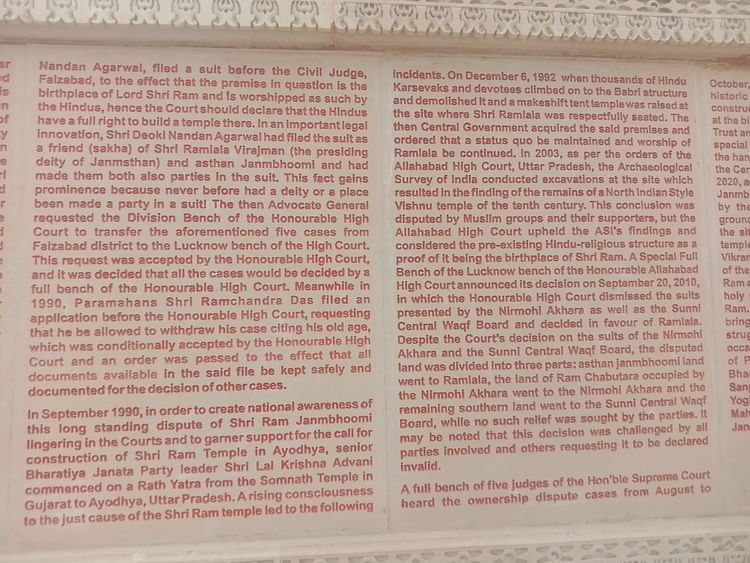 Nandan Agarwal, filed a suit before the Civil Judge,
Faizabad, to the effect that the premise in question is the
birthplace of Lord Shri Ram and is worshipped as such by
the Hindus, hence the Court should declare that the Hindus
have a full right to build a temple there. In an important legal
innovation, Shri Deoki Nandan Agarwal had filed the suit as
a friend (sakha) of Shri Ramlala Virajman (the presiding
deity of Janmsthan) and asthan Janmbhoomi and had
made them both also parties in the suit. This fact gains
prominence because never before had a deity or a place
been made a party in a suit! The then Advocate General
requested the Division Bench of the Honourable High
Court to transfer the aforementioned five cases from
Faizabad district to the Lucknow bench of the High Court.
This request was accepted by the Honourable High Court,
and it was decided that all the cases would be decided by a
full bench of the Honourable High Court. Meanwhile in
1990, Paramahans Shri Ramchandra Das filed an
application before the Honourable High Court, requesting
that he be allowed to withdraw his case citing his old age,
which was conditionally accepted by the Honourable High
Court and an order was passed to the effect that all
documents available in the said file be kept safely and
documented for the decision of other cases.
In September 1990, in order to create national awareness of
this long standing dispute of Shri Ram Janmbhoomi
lingering in the Courts and to garner support for the call for
construction of Shri Ram Temple in Ayodhya, senior
Bharatiya Janata Party leader Shri Lal Krishna Advani
commenced on a Rath Yatra from the Somnath Temple in
Gujarat to Ayodhya, Uttar Pradesh. A rising consciousness
to the just cause of the Shri Ram temple led to the following
incidents. On December 6, 1992 when thousands of Hindu
Karsevaks and devotees climbed on to the Babri structure
and demolished it and a makeshift tent temple was raised at
the site where Shri Ramlala was respectfully seated. The
then Central Government acquired the said premises and
ordered that a status quo be maintained and worship of
Ramlala be continued. In 2003, as per the orders of the
Allahabad High Court, Uttar Pradesh, the Archaeological
Survey of India conducted excavations at the site which
resulted in the finding of the remains of a North Indian Style
Vishnu temple of the tenth century. This conclusion was
disputed by Muslim groups and their supporters, but the
Allahabad High Court upheld the ASI's findings and
considered the pre-existing Hindu-religious structure as a
proof of it being the birthplace of Shri Ram. A Special Full
Bench of the Lucknow bench of the Honourable Allahabad
High Court announced its decision on September 20, 2010,
in which the Honourable High Court dismissed the suits
presented by the Nirmohi Akhara as well as the Sunni
Central Waqf Board and decided in favour of Ramlala.
Despite the Court's decision on the suits of the Nirmohi
Akhara and the Sunni Central Waqf Board, the disputed
land was divided into three parts; asthan janmbhoomi land
went to Ramlala, the land of Ram Chabutara occupied by
the Nirmohi Akhara went to the Nirmohi Akhara and the
remaining southern land went to the Sunni Central Waqf
Board, while no such relief was sought by the parties. It
may be noted that this decision was challenged by all
parties involved and others requesting it to be declared
invalid.
A full bench of five judges of the Hon'ble Supreme Court
heard the ownership dispute cases from August to
October,
historic
constru
at the bi
Trust ar
special
the han
the Cen
2020, a
Janmb
by the
groun
the sit
templ
Vikran
of the
Ram a
holy
Ram.
bring
strug
occa
of P
Bha
San
Yog
Mah
Jan